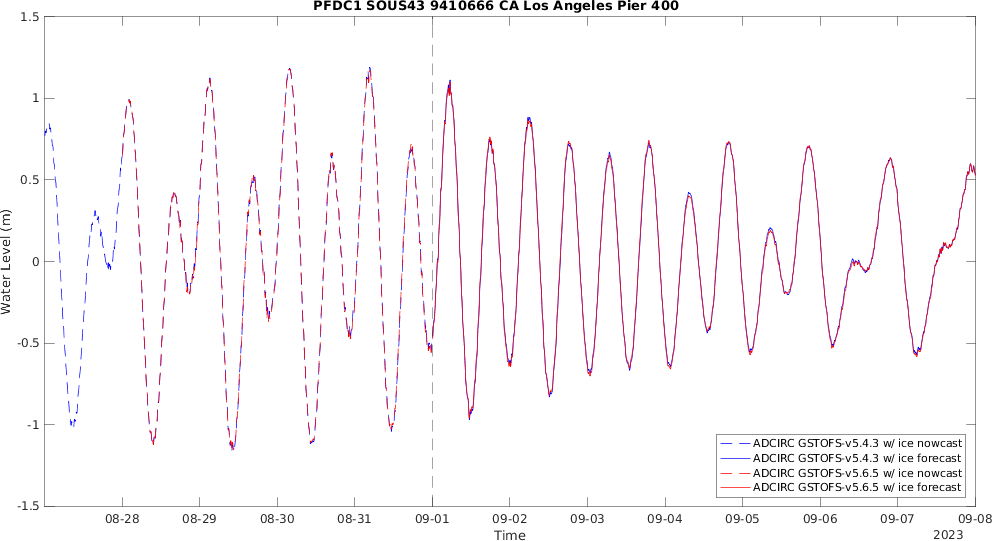 PFDC1 SOUS43 9410666 CA Los Angeles Pier 400
1.5
1
0.5
0
-0.5
-1
-1.5
Water Level (m)
ADCIRC GSTOFS-v5.4.3 w/ ice nowcast
ADCIRC GSTOFS-v5.4.3 w/ ice forecast
ADCIRC GSTOFS-v5.6.5 w/ ice nowcast
ADCIRC GSTOFS-v5.6.5 w/ ice forecast
08-28 08-29 08-30 08-31 09-01 09-02 09-03 09-04 09-05 09-06 09-07 09-08
Time
2023